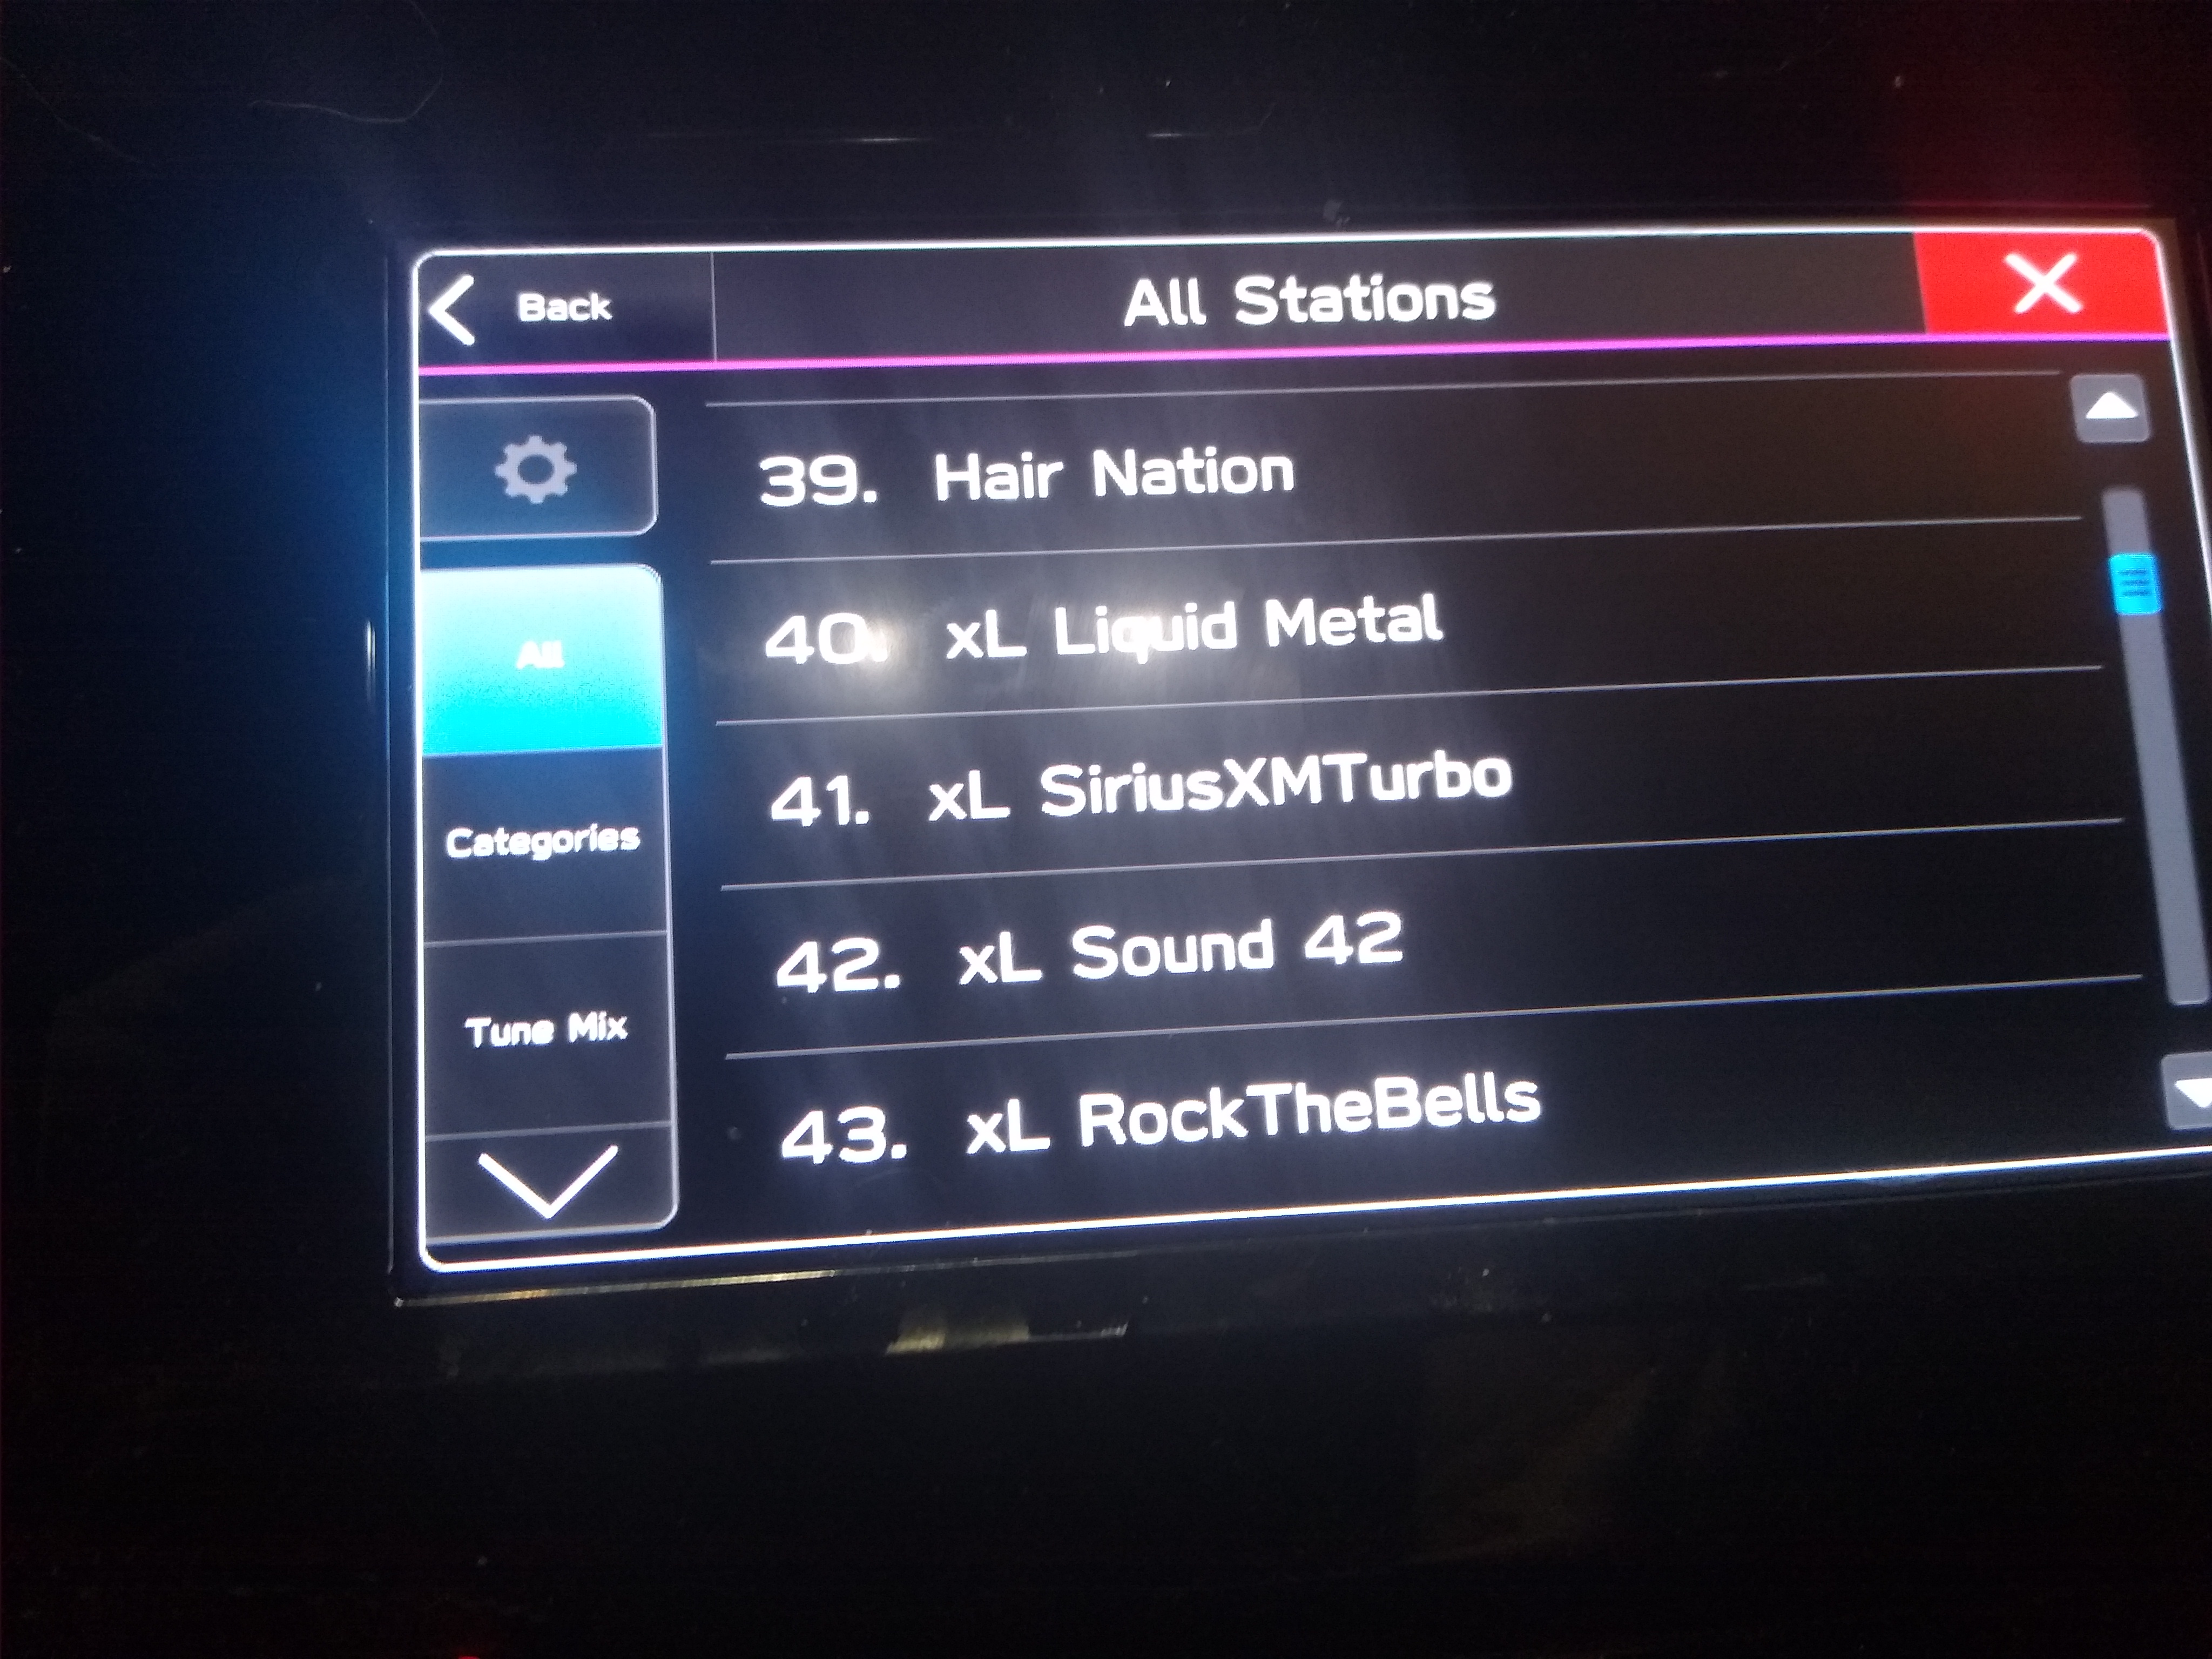 Back
All Stations
39. Hair Nation
All
40. xL Liquid Metal
41. xL SiriusXMTurbo
Categories
42. xL Sound 42
Tune Mix
43. xL RockTheBells